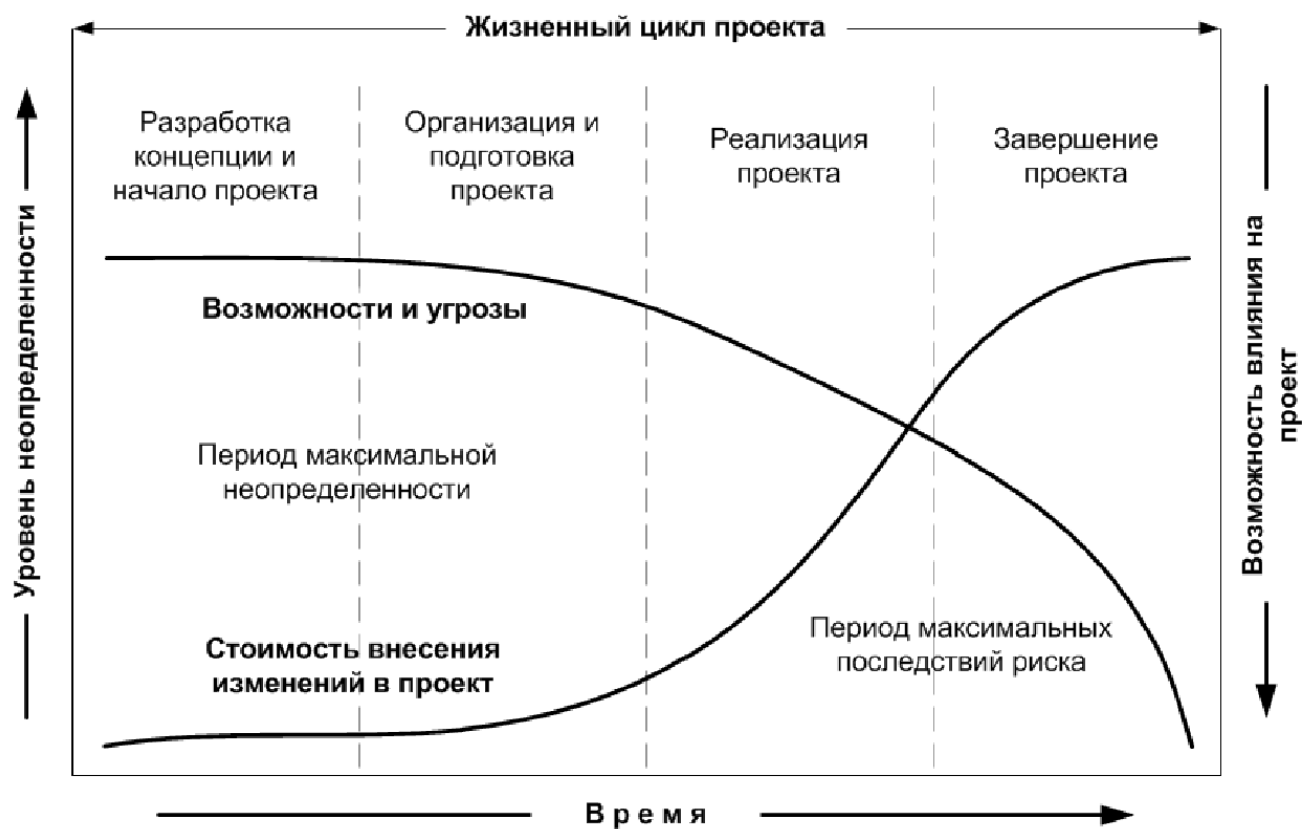 Жизненный цикл проекта
Разработка
концепции и
начало проекта
Организация и
подготовка
проекта
Реализация
проекта
Завершение
проекта
Уровень неопределенности
Возможность влияния на
проект
Возможности и угрозы
Период максимальной
неопределенности
Стоимость внесения
изменений в проект
Период максимальных
последствий риска
Время